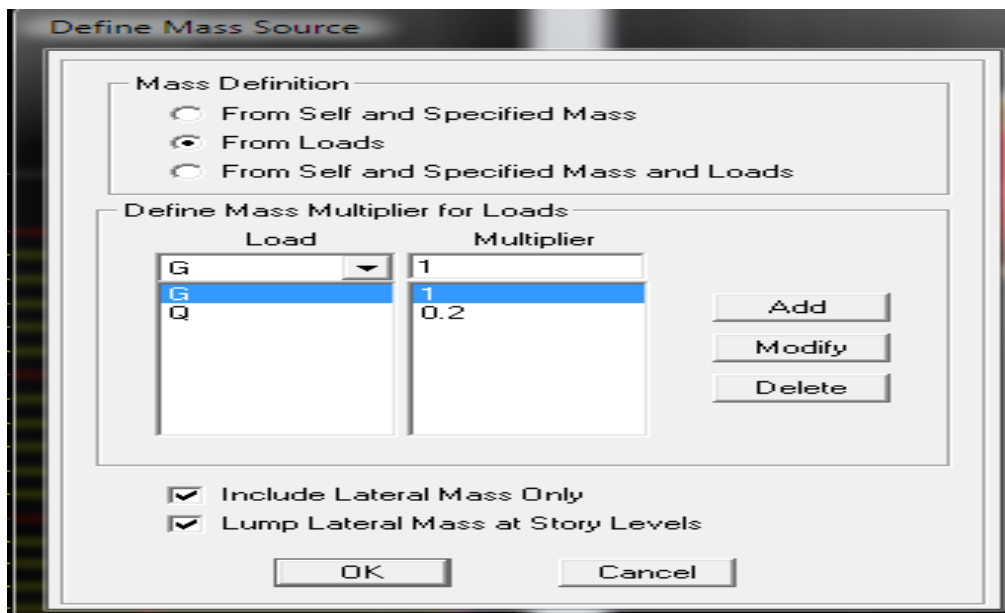 Define Mass Source
Mass Definition
From Self and Specified Mass
From Loads
From Self and Specified Mass and Loads
Define Mass Multiplier for Loads
Load Multiplier
G 1
G 1
Q 0.2
Add
Modify
Delete
Include Lateral Mass Only
Lump Lateral Mass at Story Levels
OK Cancel